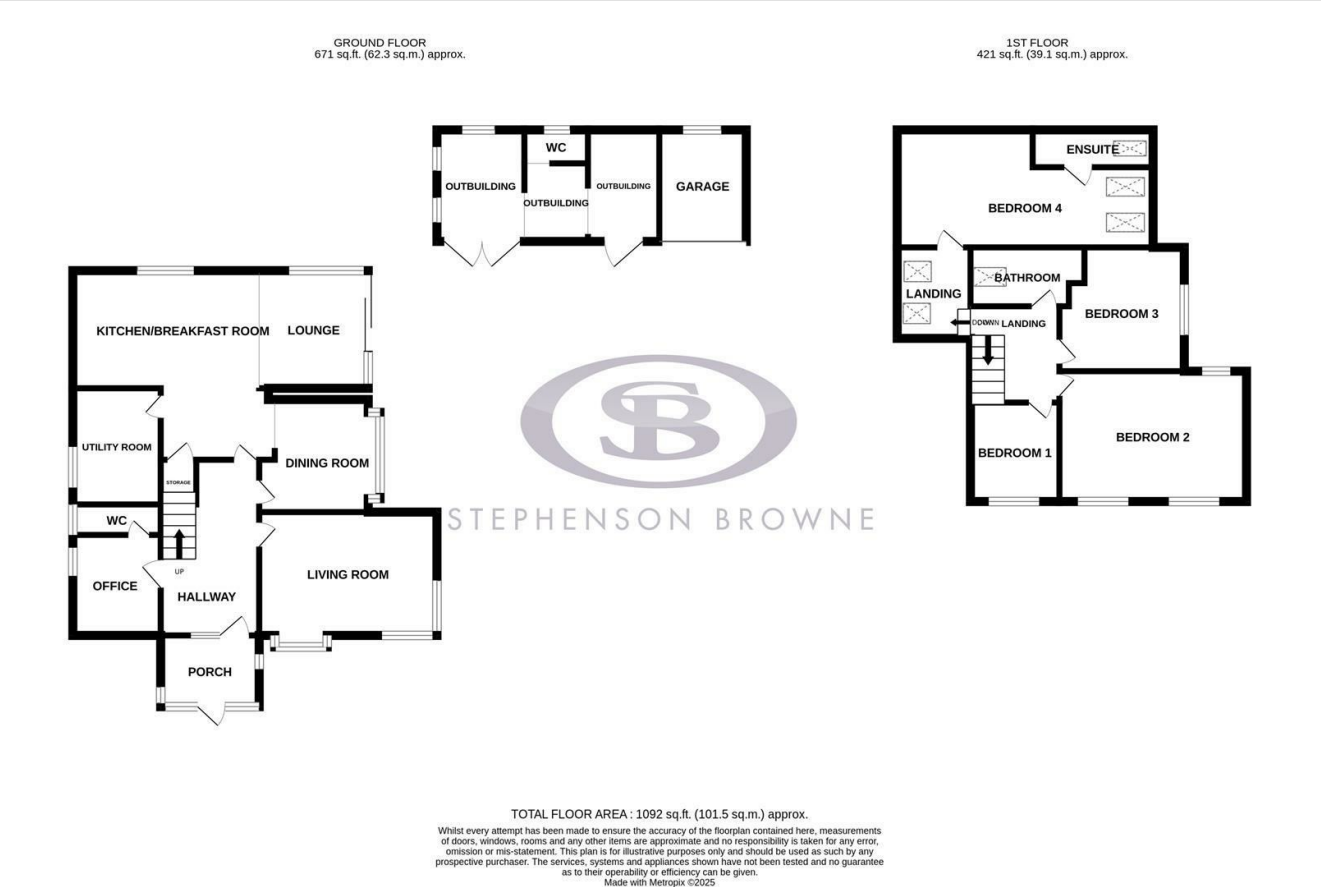 GROUND FLOOR
671 sq.ft. (62.3 sq.m.) approx.
1ST FLOOR
421 sq.ft. (39.1 sq.m.) approx.
WC
OUTBUILDING
OUTBUILDING
OUTBUILDING
GARAGE
ENSUITE
BEDROOM 4
BATHROOM
LANDING
BEDROOM 3
DOWN
LANDING
KITCHEN/BREAKFAST ROOM
LOUNGE
UTILITY ROOM
DINING ROOM
STORAGE
BEDROOM 1
BEDROOM 2
WC
OFFICE
UP
HALLWAY
LIVING ROOM
PORCH
SB
STEPHENSON BROWNE
TOTAL FLOOR AREA : 1092 sq.ft. (101.5 sq.m.) approx.
Whilst every attempt has been made to ensure the accuracy of the floorplan contained here, measurements
of doors, windows, rooms and any other items are approximate and no responsibility is taken for any error,
omission or mis-statement. This plan is for illustrative purposes only and should be used as such by any
prospective purchaser. The services, systems and appliances shown have not been tested and no guarantee
as to their operability or efficiency can be given.
Made with Metropix ©2025